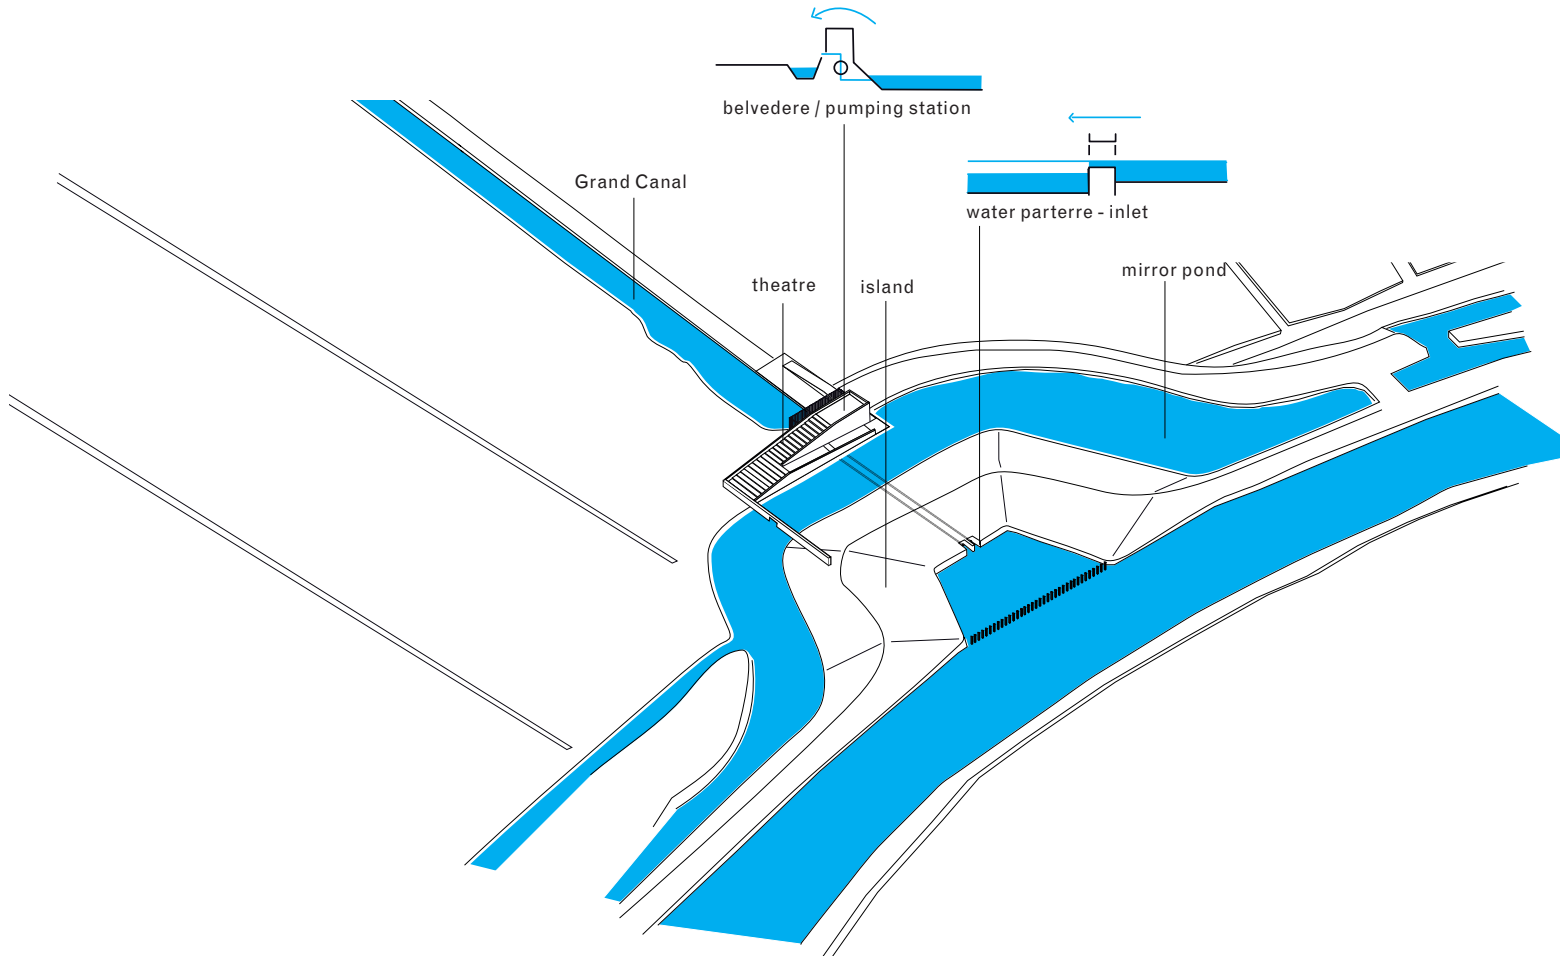 belvedere / pumping station
Grand Canal
water parterre - inlet
mirror pond
theatre
island